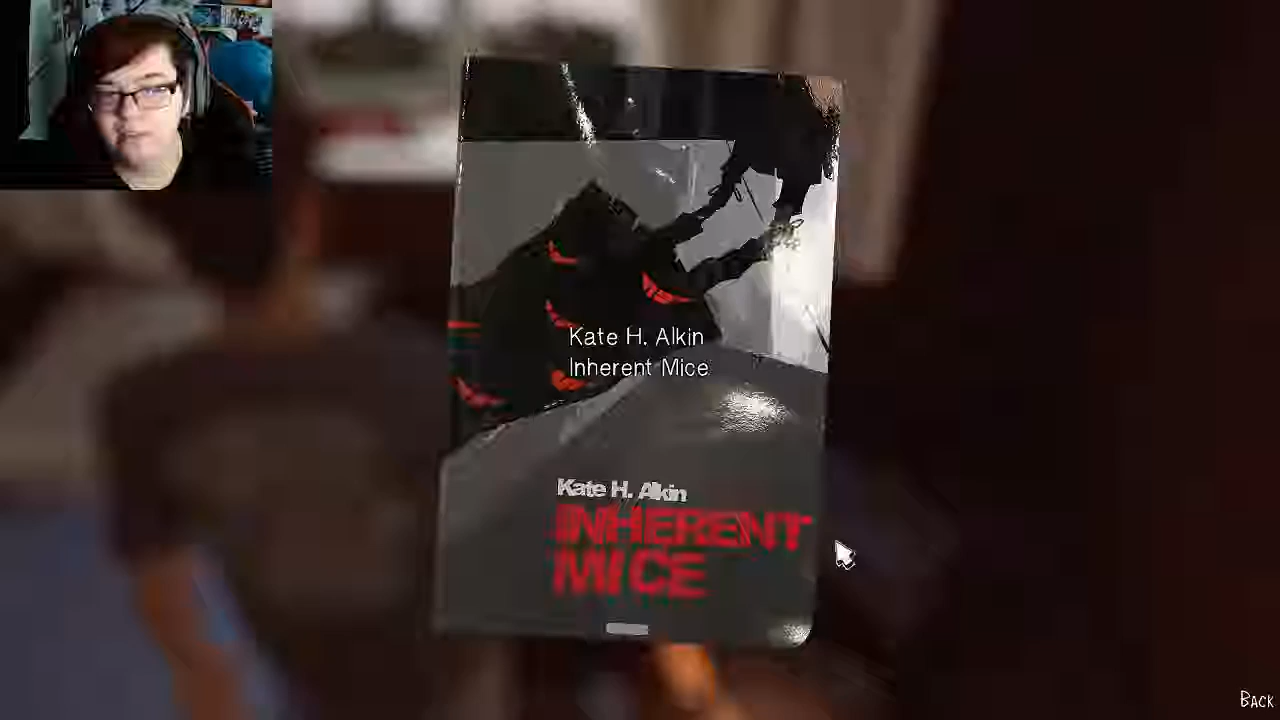 Kate H. Alkin
Inherent Mice
Kate H. Alkin
INHERENT
MICE
BACK